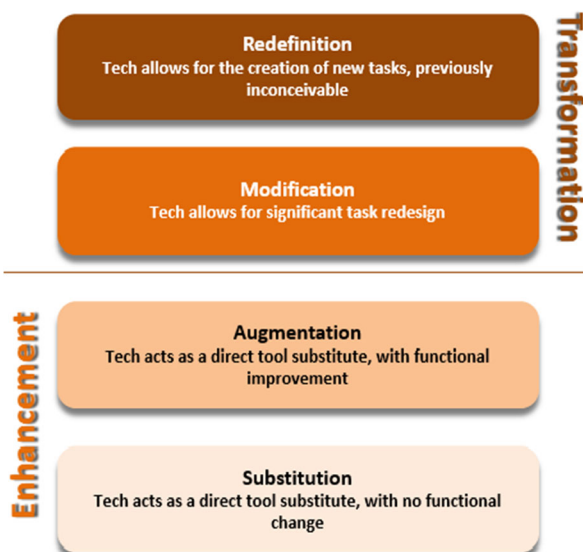 Redefinition
Tech allows for the creation of new tasks, previously
inconceivable
Transformation
Modification
Tech allows for significant task redesign
Augmentation
Tech acts as a direct tool substitute, with functional
improvement
Enhancement
Substitution
Tech acts as a direct tool substitute, with no functional
change